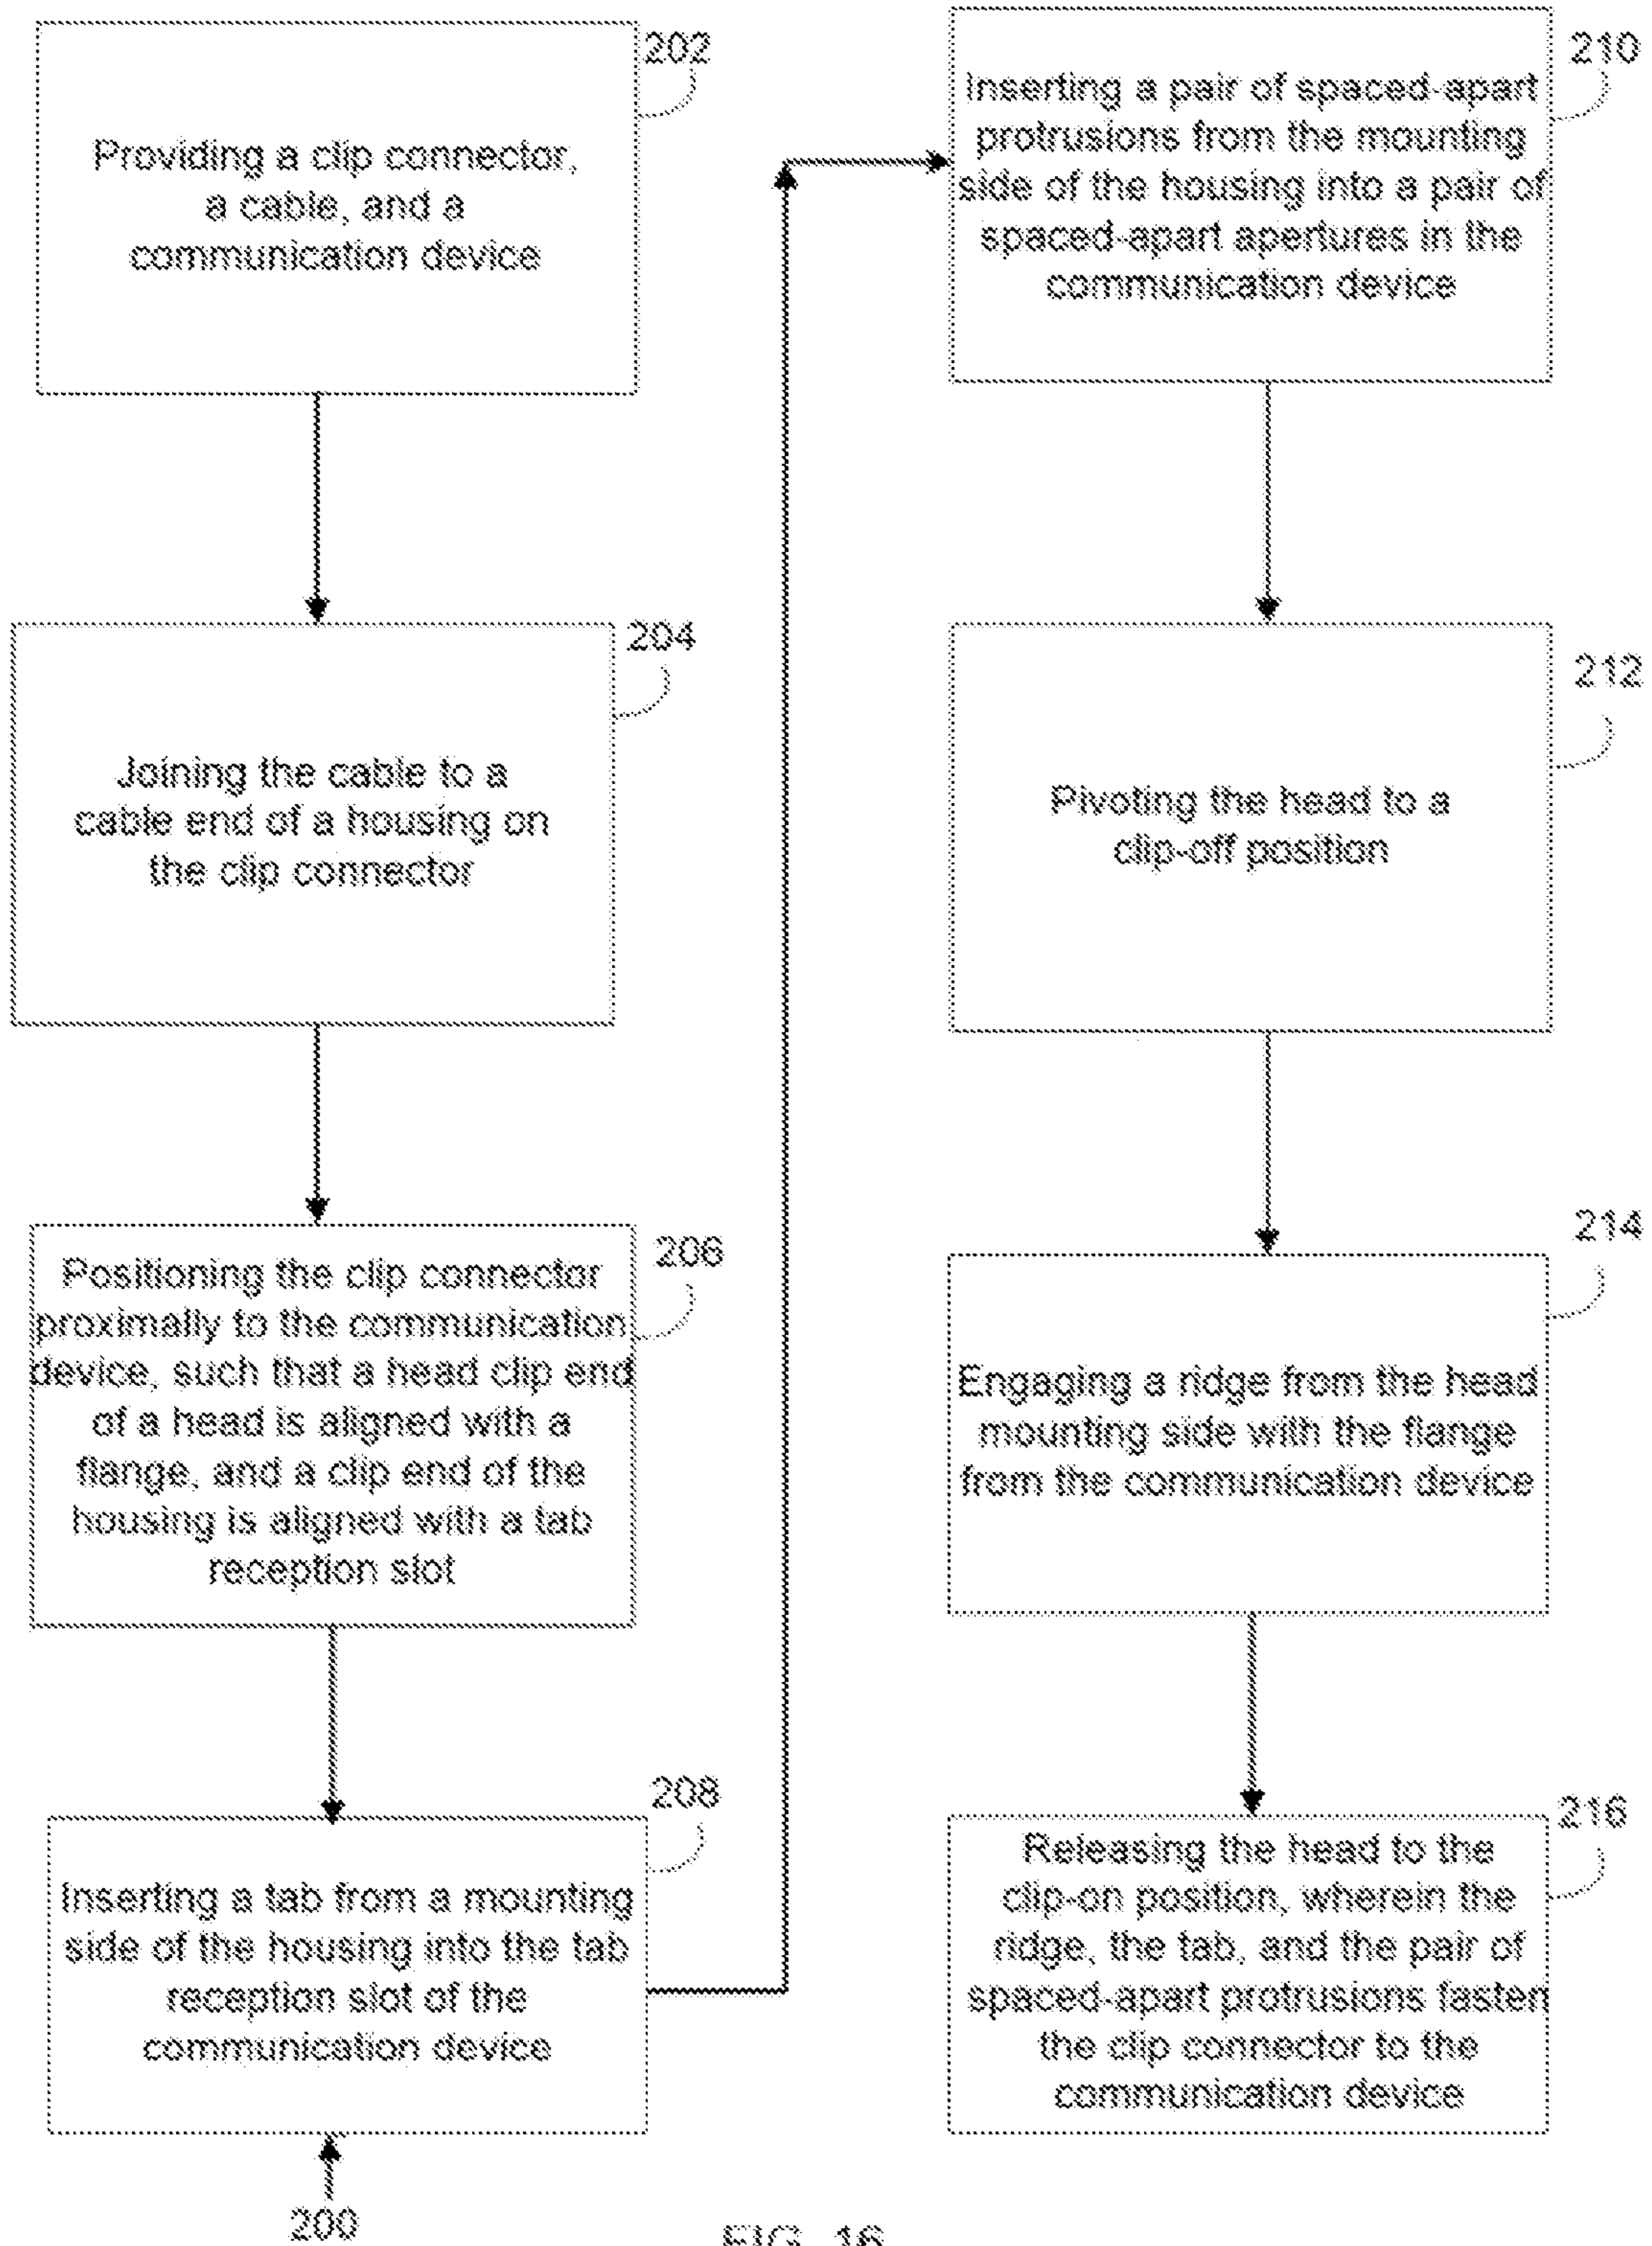 202
Providing a clip connector,
a cable, and a
communication device
204
Joining the cable to a
cable end of a housing on
the clip connector
206
Positioning the clip connector
proximally to the communication
device, such that a head clip end
of a head is aligned with a
flange, and a clip end of the
housing is aligned with a tab
reception slot
208
Inserting a tab from a mounting
side of the housing into the tab
reception slot of the
communication device
200
210
Inserting a pair of spaced-apart
protrusions from the mounting
side of the housing into a pair of
spaced-apart apertures in the
communication device
212
Pivoting the head to a
clip-off position
214
Engaging a ridge from the head
mounting side with the flange
from the communication device
216
Releasing the head to the
clip-on position, wherein the
ridge, the tab, and the pair of
spaced-apart protrusions fasten
the clip connector to the
communication device
FIG. 16